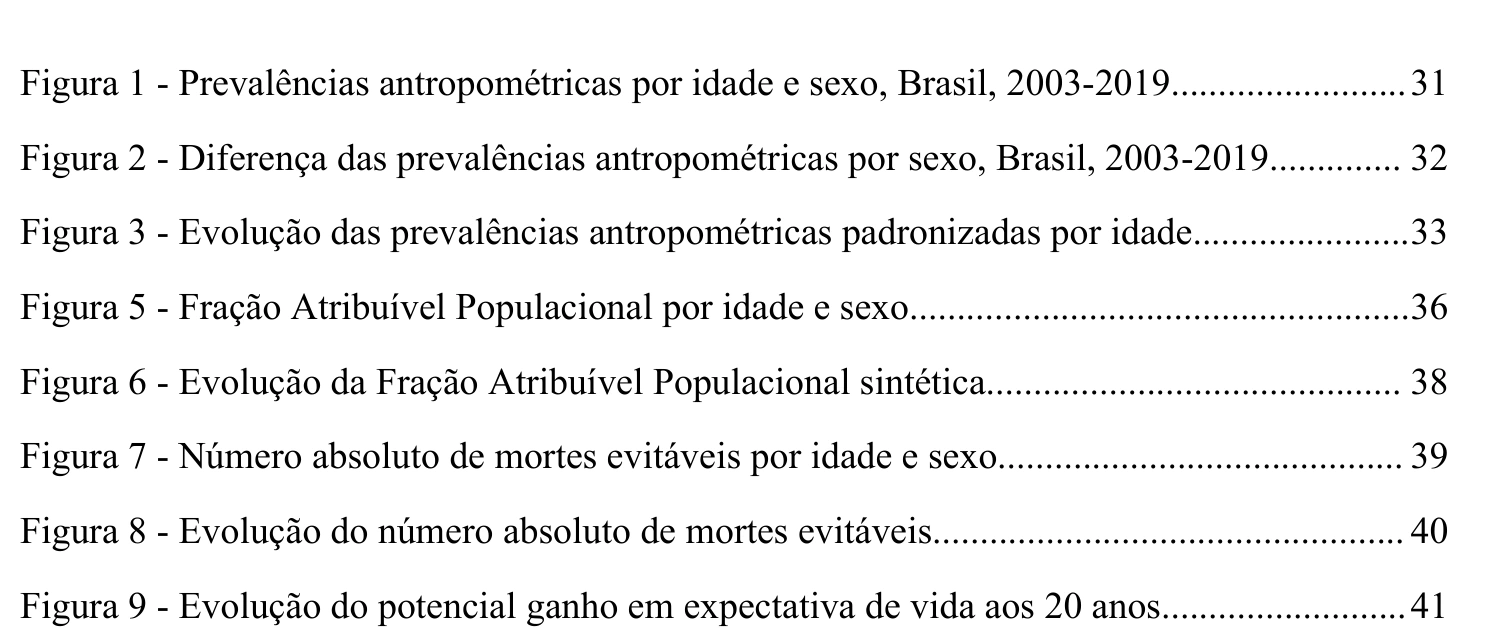 Figura 1 - Prevalências antropométricas por idade e sexo, Brasil, 2003-2019.........................31
Figura 2 - Diferença das prevalências antropométricas por sexo, Brasil, 2003-2019.............. 32
Figura 3 - Evolução das prevalências antropométricas padronizadas por idade.......................33
Figura 5 - Fração Atribuível Populacional por idade e sexo.....................................................36
Figura 6 - Evolução da Fração Atribuível Populacional sintética............................................ 38
Figura 7 - Número absoluto de mortes evitáveis por idade e sexo........................................... 39
Figura 8 - Evolução do número absoluto de mortes evitáveis.................................................. 40
Figura 9 - Evolução do potencial ganho em expectativa de vida aos 20 anos..........................41